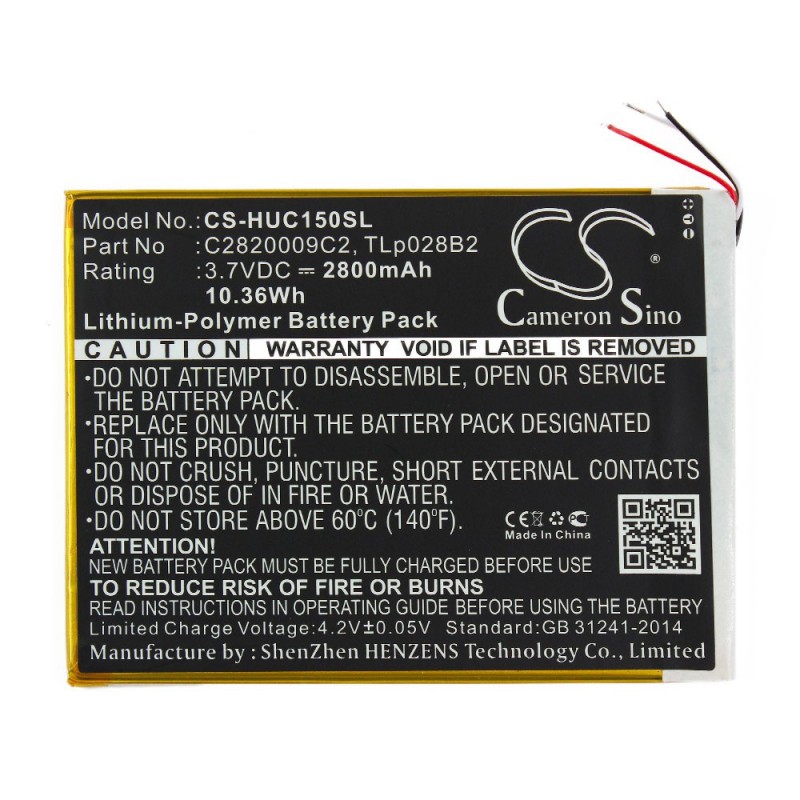 Model No.: CS-HUC150SL
Part No : C2820009C2, TLp028B2
Rating : 3.7VDC ⎓ 2800mAh
10.36Wh
Lithium-Polymer Battery Pack
®
Cameron Sino
CAUTION WARRANTY VOID IF LABEL IS REMOVED
•DO NOT ATTEMPT TO DISASSEMBLE, OPEN OR SERVICE
THE BATTERY PACK.
•REPLACE ONLY WITH THE BATTERY PACK DESIGNATED
FOR THIS PRODUCT.
•DO NOT CRUSH, PUNCTURE, SHORT EXTERNAL CONTACTS
OR DISPOSE OF IN FIRE OR WATER.
•DO NOT STORE ABOVE 60°C (140°F).
CE PC
Made In China
ATTENTION!
NEW BATTERY PACK MUST BE FULLY CHARGED BEFORE USE
TO REDUCE RISK OF FIRE OR BURNS
READ INSTRUCTIONS IN OPERATING GUIDE BEFORE USING THE BATTERY
Limited Charge Voltage:4.2V±0.05V Standard:GB 31241-2014
Manufacture by: ShenZhen HENZENS Technology Co.,Limited